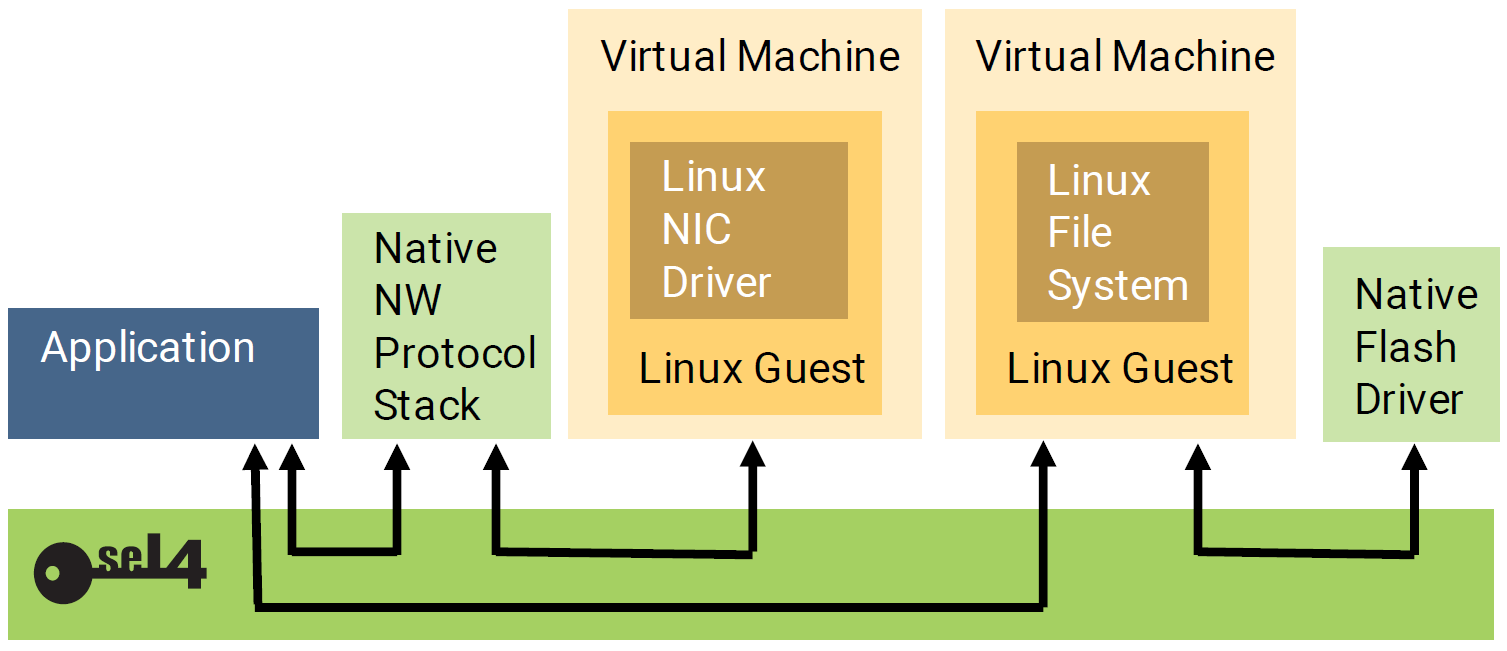 Virtual Machine
Linux
NIC
Driver
Linux Guest
Virtual Machine
Linux
File
System
Linux Guest
Native
NW
Protocol
Stack
Application
Native
Flash
Driver
seL4